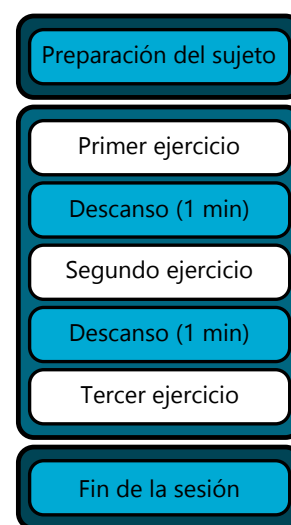 Preparación del sujeto
Primer ejercicio
Descanso (1 min)
Segundo ejercicio
Descanso (1 min)
Tercer ejercicio
Fin de la sesión